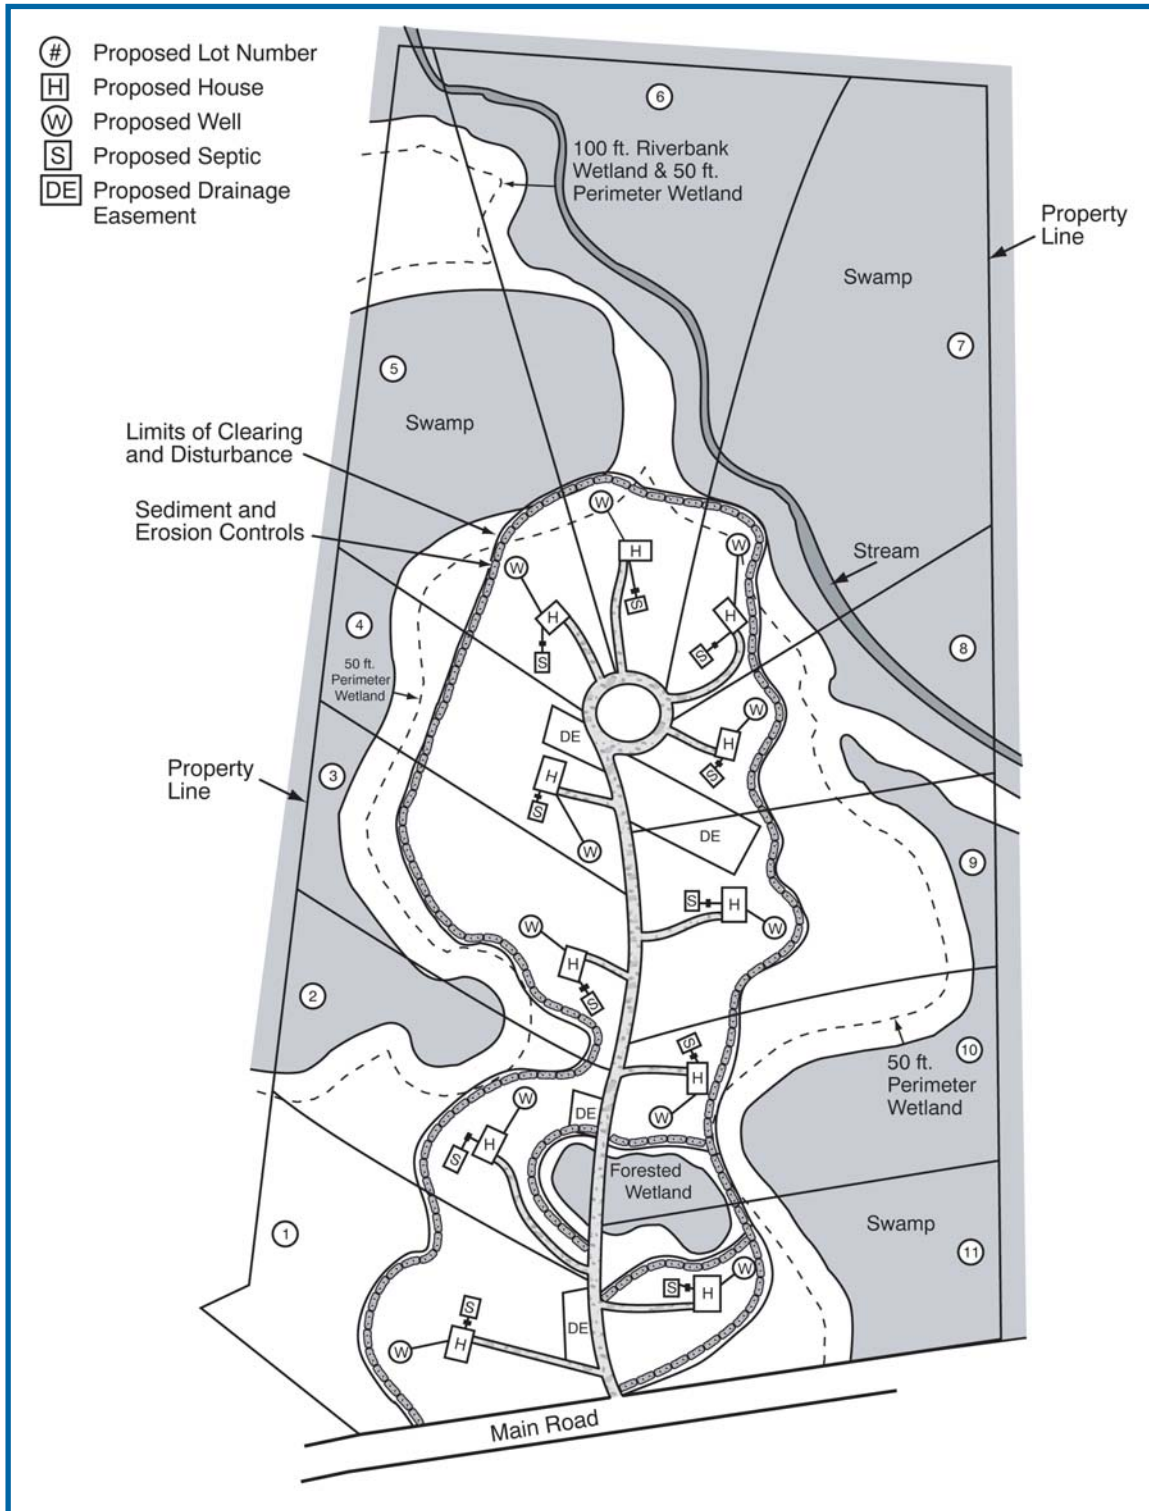 # Proposed Lot Number
H Proposed House
W Proposed Well
S Proposed Septic
DE Proposed Drainage
Easement
6
100 ft. Riverbank
Wetland & 50 ft.
Perimeter Wetland
Property
Line
Swamp
7
5
Swamp
Limits of Clearing
and Disturbance
Sediment and
Erosion Controls
W
H
S
W
H
S
W
H
S
Stream
4
50 ft.
Perimeter
Wetland
8
W
H
S
DE
Property
Line
3
H
S
W
DE
9
S
H
W
W
H
S
2
S
H
W
10
50 ft.
Perimeter
Wetland
DE
W
H
S
Forested
Wetland
1
Swamp
11
W
S
H
DE
S
H
W
Main Road